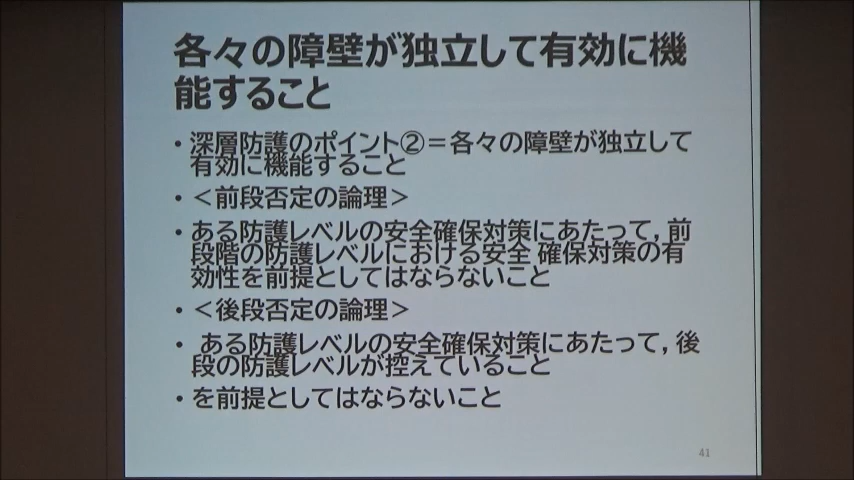 各々の障壁が独立して有効に機
能すること
・深層防護のポイント②＝各々の障壁が独立して
有効に機能すること
・＜前段否定の論理＞
・ある防護レベルの安全確保対策にあたって，前
段階の防護レベルにおける安全 確保対策の有
効性を前提としてはならないこと
・＜後段否定の論理＞
・ ある防護レベルの安全確保対策にあたって，後
段の防護レベルが控えていること
・を前提としてはならないこと
41